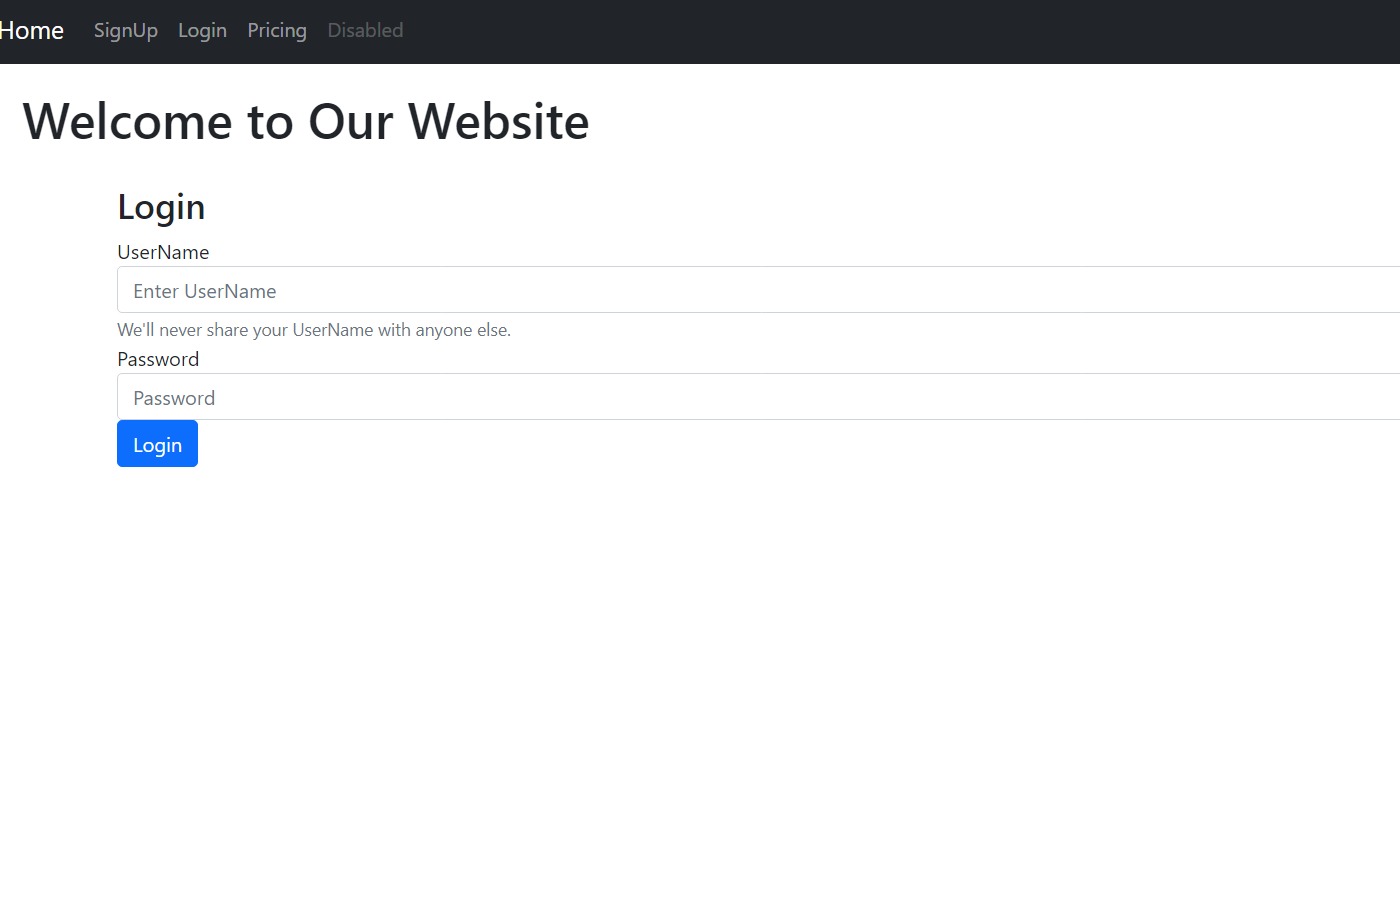 Home SignUp Login Pricing Disabled
Welcome to Our Website
Login
UserName
Enter UserName
We'll never share your UserName with anyone else.
Password
Password
Login